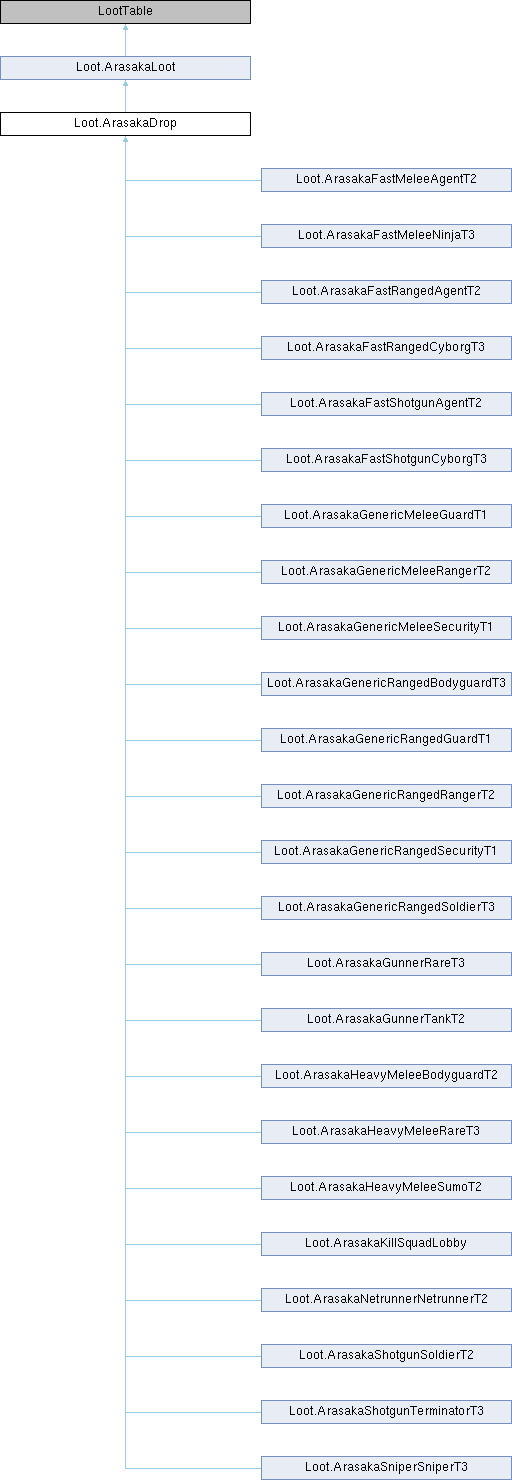 LootTable
Loot.ArasakaLoot
Loot.ArasakaDrop
Loot.ArasakaFastMeleeAgentT2
Loot.ArasakaFastMeleeNinjaT3
Loot.ArasakaFastRangedAgentT2
Loot.ArasakaFastRangedCyborgT3
Loot.ArasakaFastShotgunAgentT2
Loot.ArasakaFastShotgunCyborgT3
Loot.ArasakaGenericMeleeGuardT1
Loot.ArasakaGenericMeleeRangerT2
Loot.ArasakaGenericMeleeSecurityT1
Loot.ArasakaGenericRangedBodyguardT3
Loot.ArasakaGenericRangedGuardT1
Loot.ArasakaGenericRangedRangerT2
Loot.ArasakaGenericRangedSecurityT1
Loot.ArasakaGenericRangedSoldierT3
Loot.ArasakaGunnerRareT3
Loot.ArasakaGunnerTankT2
Loot.ArasakaHeavyMeleeBodyguardT2
Loot.ArasakaHeavyMeleeRareT3
Loot.ArasakaHeavyMeleeSumoT2
Loot.ArasakaKillSquadLobby
Loot.ArasakaNetrunnerNetrunnerT2
Loot.ArasakaShotgunSoldierT2
Loot.ArasakaShotgunTerminatorT3
Loot.ArasakaSniperSniperT3